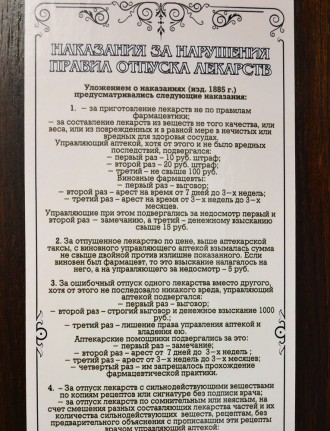 НАКАЗАНИЯ ЗА НАРУШЕНИЯ
ПРАВИЛ ОТПУСКА ЛЕКАРСТВ
Уложением о наказаниях (изд. 1885 г.)
предусматривались следующие наказания:
1. – за приготовление лекарств не по правилам
фармацевтики;
– за составление лекарств из веществ не того качества, или
веса, или из поврежденных и в равной мере в нечистых или
вредных для здоровья сосудах.
Управляющий аптекой, хотя от этого и не было вредных
последствий, подвергался:
– первый раз – 10 руб. штраф;
– второй раз – 20 руб. штраф;
– третий – не свыше 100 руб.
Виновные фармацевты:
– первый раз – выговор;
– второй раз – арест на время от 7 дней до 3–х недель;
– третий раз – арест на время от 3–х недель до 3–х
месяцев.
Управляющие при этом подвергались за недосмотр первый и
второй раз – замечанию, а третий – денежному взысканию
свыше 15 руб.
2. За отпущенное лекарство по цене, выше аптекарской
таксы, с виновного управляющего аптекой взымалась сумма
не свыше двойной против излишне показанного. Если
виновен был фармацет, то это взыскание налагалось на
него, а на управляющего за недосмотр – 5 руб.
3. За ошибочный отпуск одного лекарства вместо другого,
хотя от этого не последовало никакого вреда, управляющий
аптекой подвергался:
– первый раз – выговор;
– второй раз – строгий выговор и денежное взыскание 1000
руб.;
– третий раз – лишение права управления аптекой и
владения ею.
Аптекарские помощники подвергались за это:
– первый раз – замечание;
– второй раз – арест от 7 дней до 3–х недель ;
– третий раз – арест от 3–х недель до 3–х месяцев;
– четвертый раз – им запрещалось прохождение
фармацевтической практики.
4. – За отпуск лекарств с сильнодействующими веществами
по копиям рецептов или сигнатуре без подписи врача;
– за отпуск лекарств по сомнительным или неясным, на
счет смешения разных составляющих лекарства частей и их
количества сильнодействующих веществ, рецептам, без
предварительного объяснения с прописавшим эти рецепты
врачом управляющий аптекой: